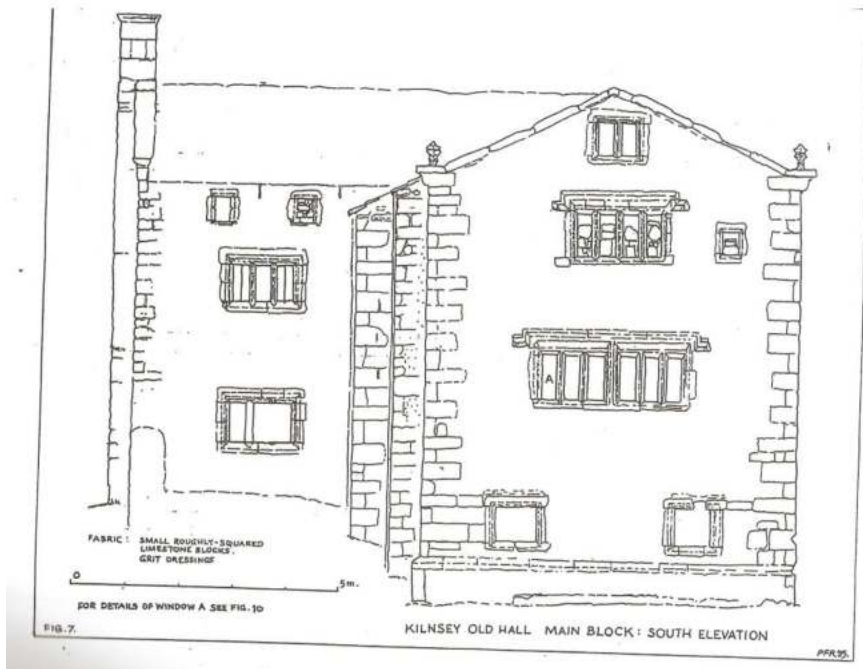 A
FABRIC: SMALL ROUGHLY-SQUARED
LIMESTONE BLOCKS.
GRIT DRESSINGS
0 5m.
FOR DETAILS OF WINDOW A SEE FIG. 10
FIG. 7.
KILNSEY OLD HALL MAIN BLOCK: SOUTH ELEVATION
PFR 95.